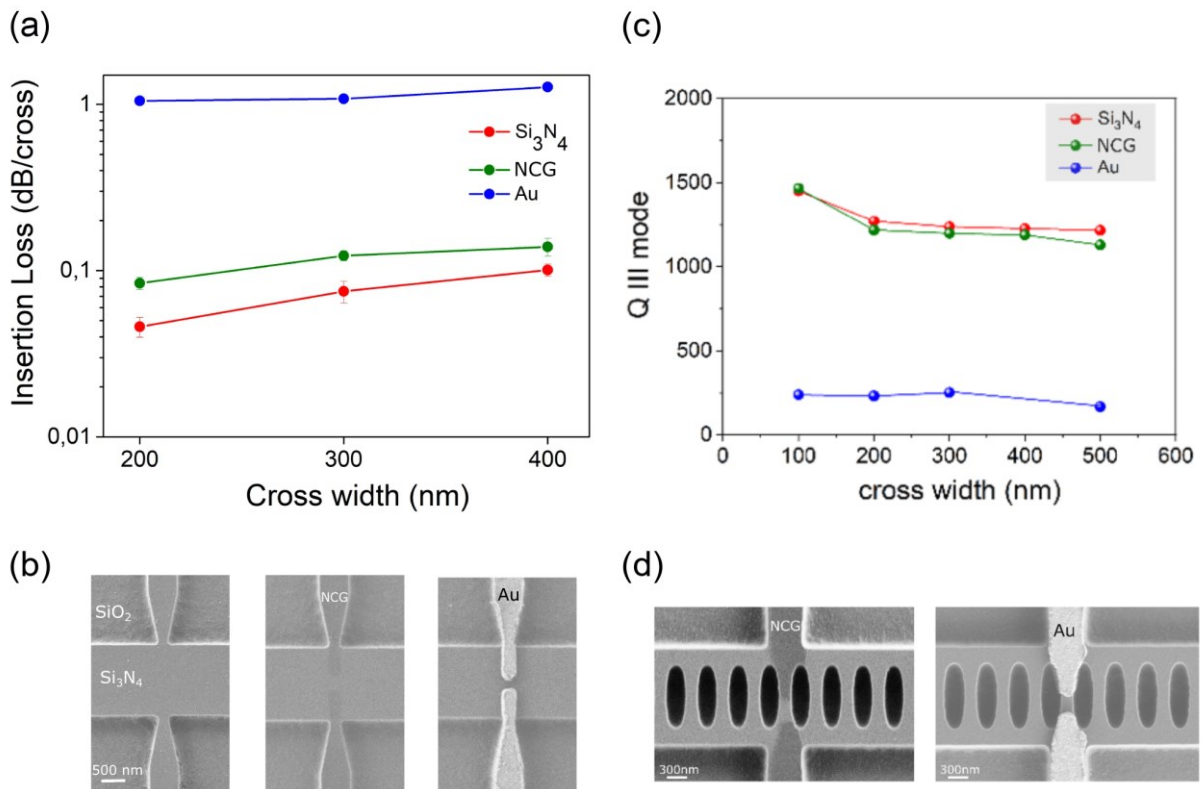 (a)
Insertion Loss (dB/cross)
1
0,1
0,01
200
300
400
Cross width (nm)
Si₃N₄
NCG
Au
(c)
Q III mode
2000
1500
1000
500
0
0
100
200
300
400
500
600
cross width (nm)
Si₃N₄
NCG
Au
(b)
SiO₂
Si₃N₄
500 nm
NCG
Au
(d)
NCG
300nm
Au
300nm